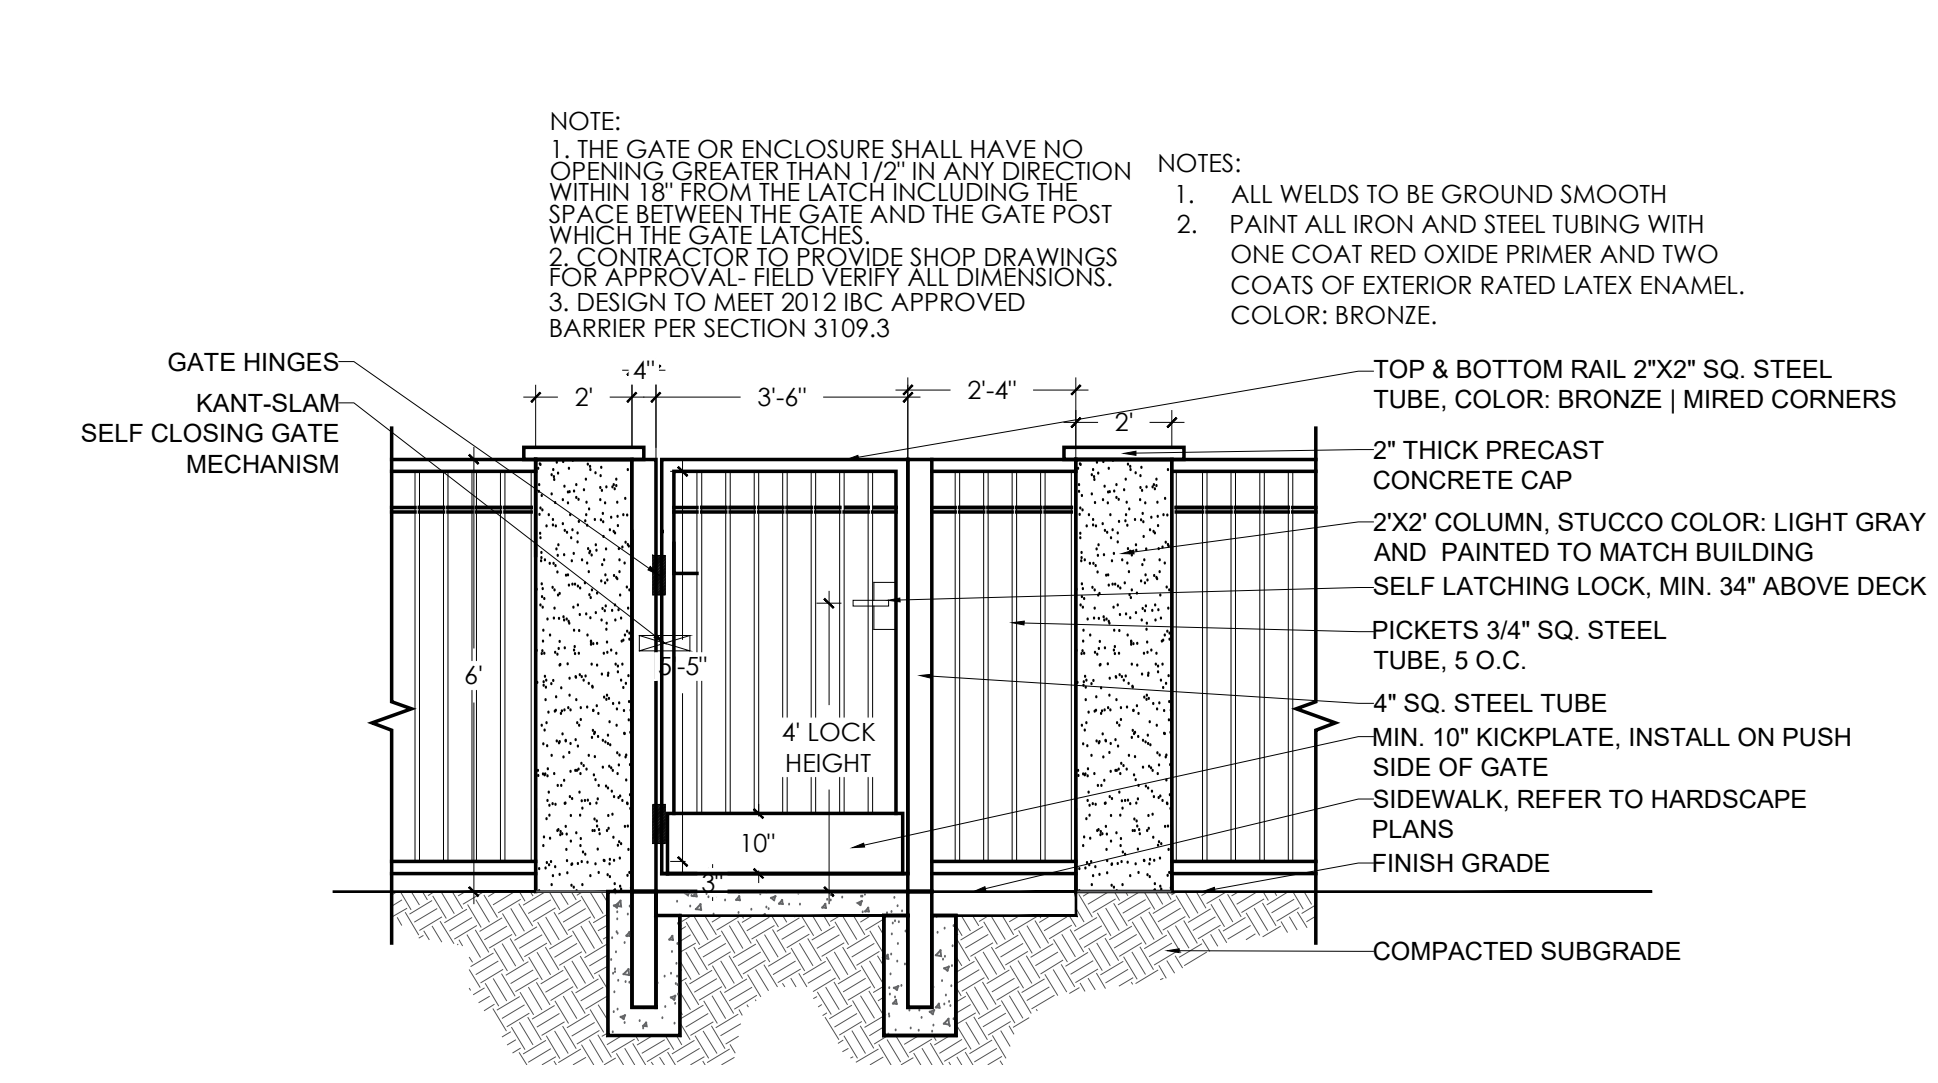 NOTE:
1. THE GATE OR ENCLOSURE SHALL HAVE NO
OPENING GREATER THAN 1/2" IN ANY DIRECTION
WITHIN 18" FROM THE LATCH INCLUDING THE
SPACE BETWEEN THE GATE AND THE GATE POST
WHICH THE GATE LATCHES.
2. CONTRACTOR TO PROVIDE SHOP DRAWINGS
FOR APPROVAL- FIELD VERIFY ALL DIMENSIONS.
3. DESIGN TO MEET 2012 IBC APPROVED
BARRIER PER SECTION 3109.3
NOTES:
1. ALL WELDS TO BE GROUND SMOOTH
2. PAINT ALL IRON AND STEEL TUBING WITH
ONE COAT RED OXIDE PRIMER AND TWO
COATS OF EXTERIOR RATED LATEX ENAMEL.
COLOR: BRONZE.
GATE HINGES
KANT-SLAM
SELF CLOSING GATE
MECHANISM
2'
4"
3'-6"
2'-4"
2'
6'
5'-5"
4' LOCK
HEIGHT
10"
3"
TOP & BOTTOM RAIL 2"X2" SQ. STEEL
TUBE, COLOR: BRONZE | MIRED CORNERS
2" THICK PRECAST
CONCRETE CAP
2'X2' COLUMN, STUCCO COLOR: LIGHT GRAY
AND PAINTED TO MATCH BUILDING
SELF LATCHING LOCK, MIN. 34" ABOVE DECK
PICKETS 3/4" SQ. STEEL
TUBE, 5 O.C.
4" SQ. STEEL TUBE
MIN. 10" KICKPLATE, INSTALL ON PUSH
SIDE OF GATE
SIDEWALK, REFER TO HARDSCAPE
PLANS
FINISH GRADE
COMPACTED SUBGRADE